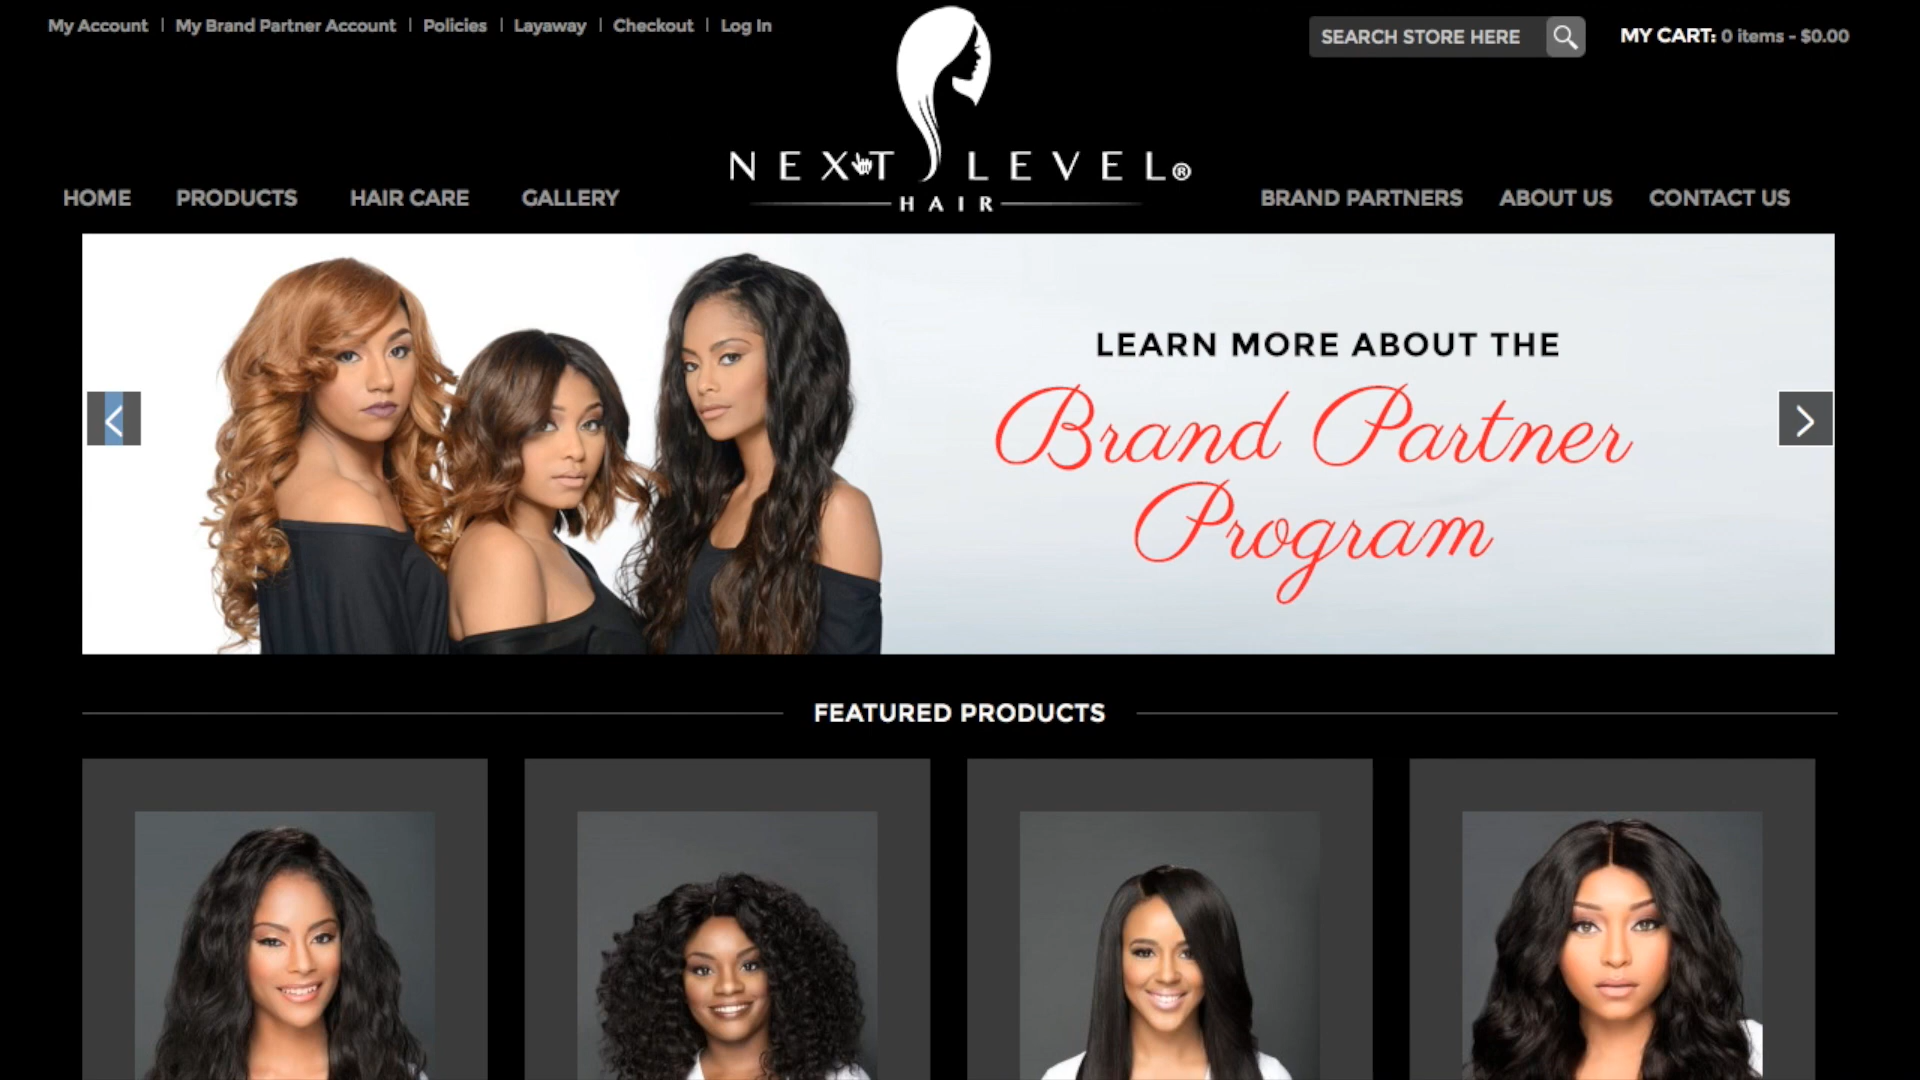 My Account | My Brand Partner Account | Policies | Layaway | Checkout | Log In
SEARCH STORE HERE
MY CART: 0 items - $0.00
NEXT LEVEL®
HAIR
HOME PRODUCTS HAIR CARE GALLERY
BRAND PARTNERS ABOUT US CONTACT US
LEARN MORE ABOUT THE
Brand Partner
Program
FEATURED PRODUCTS